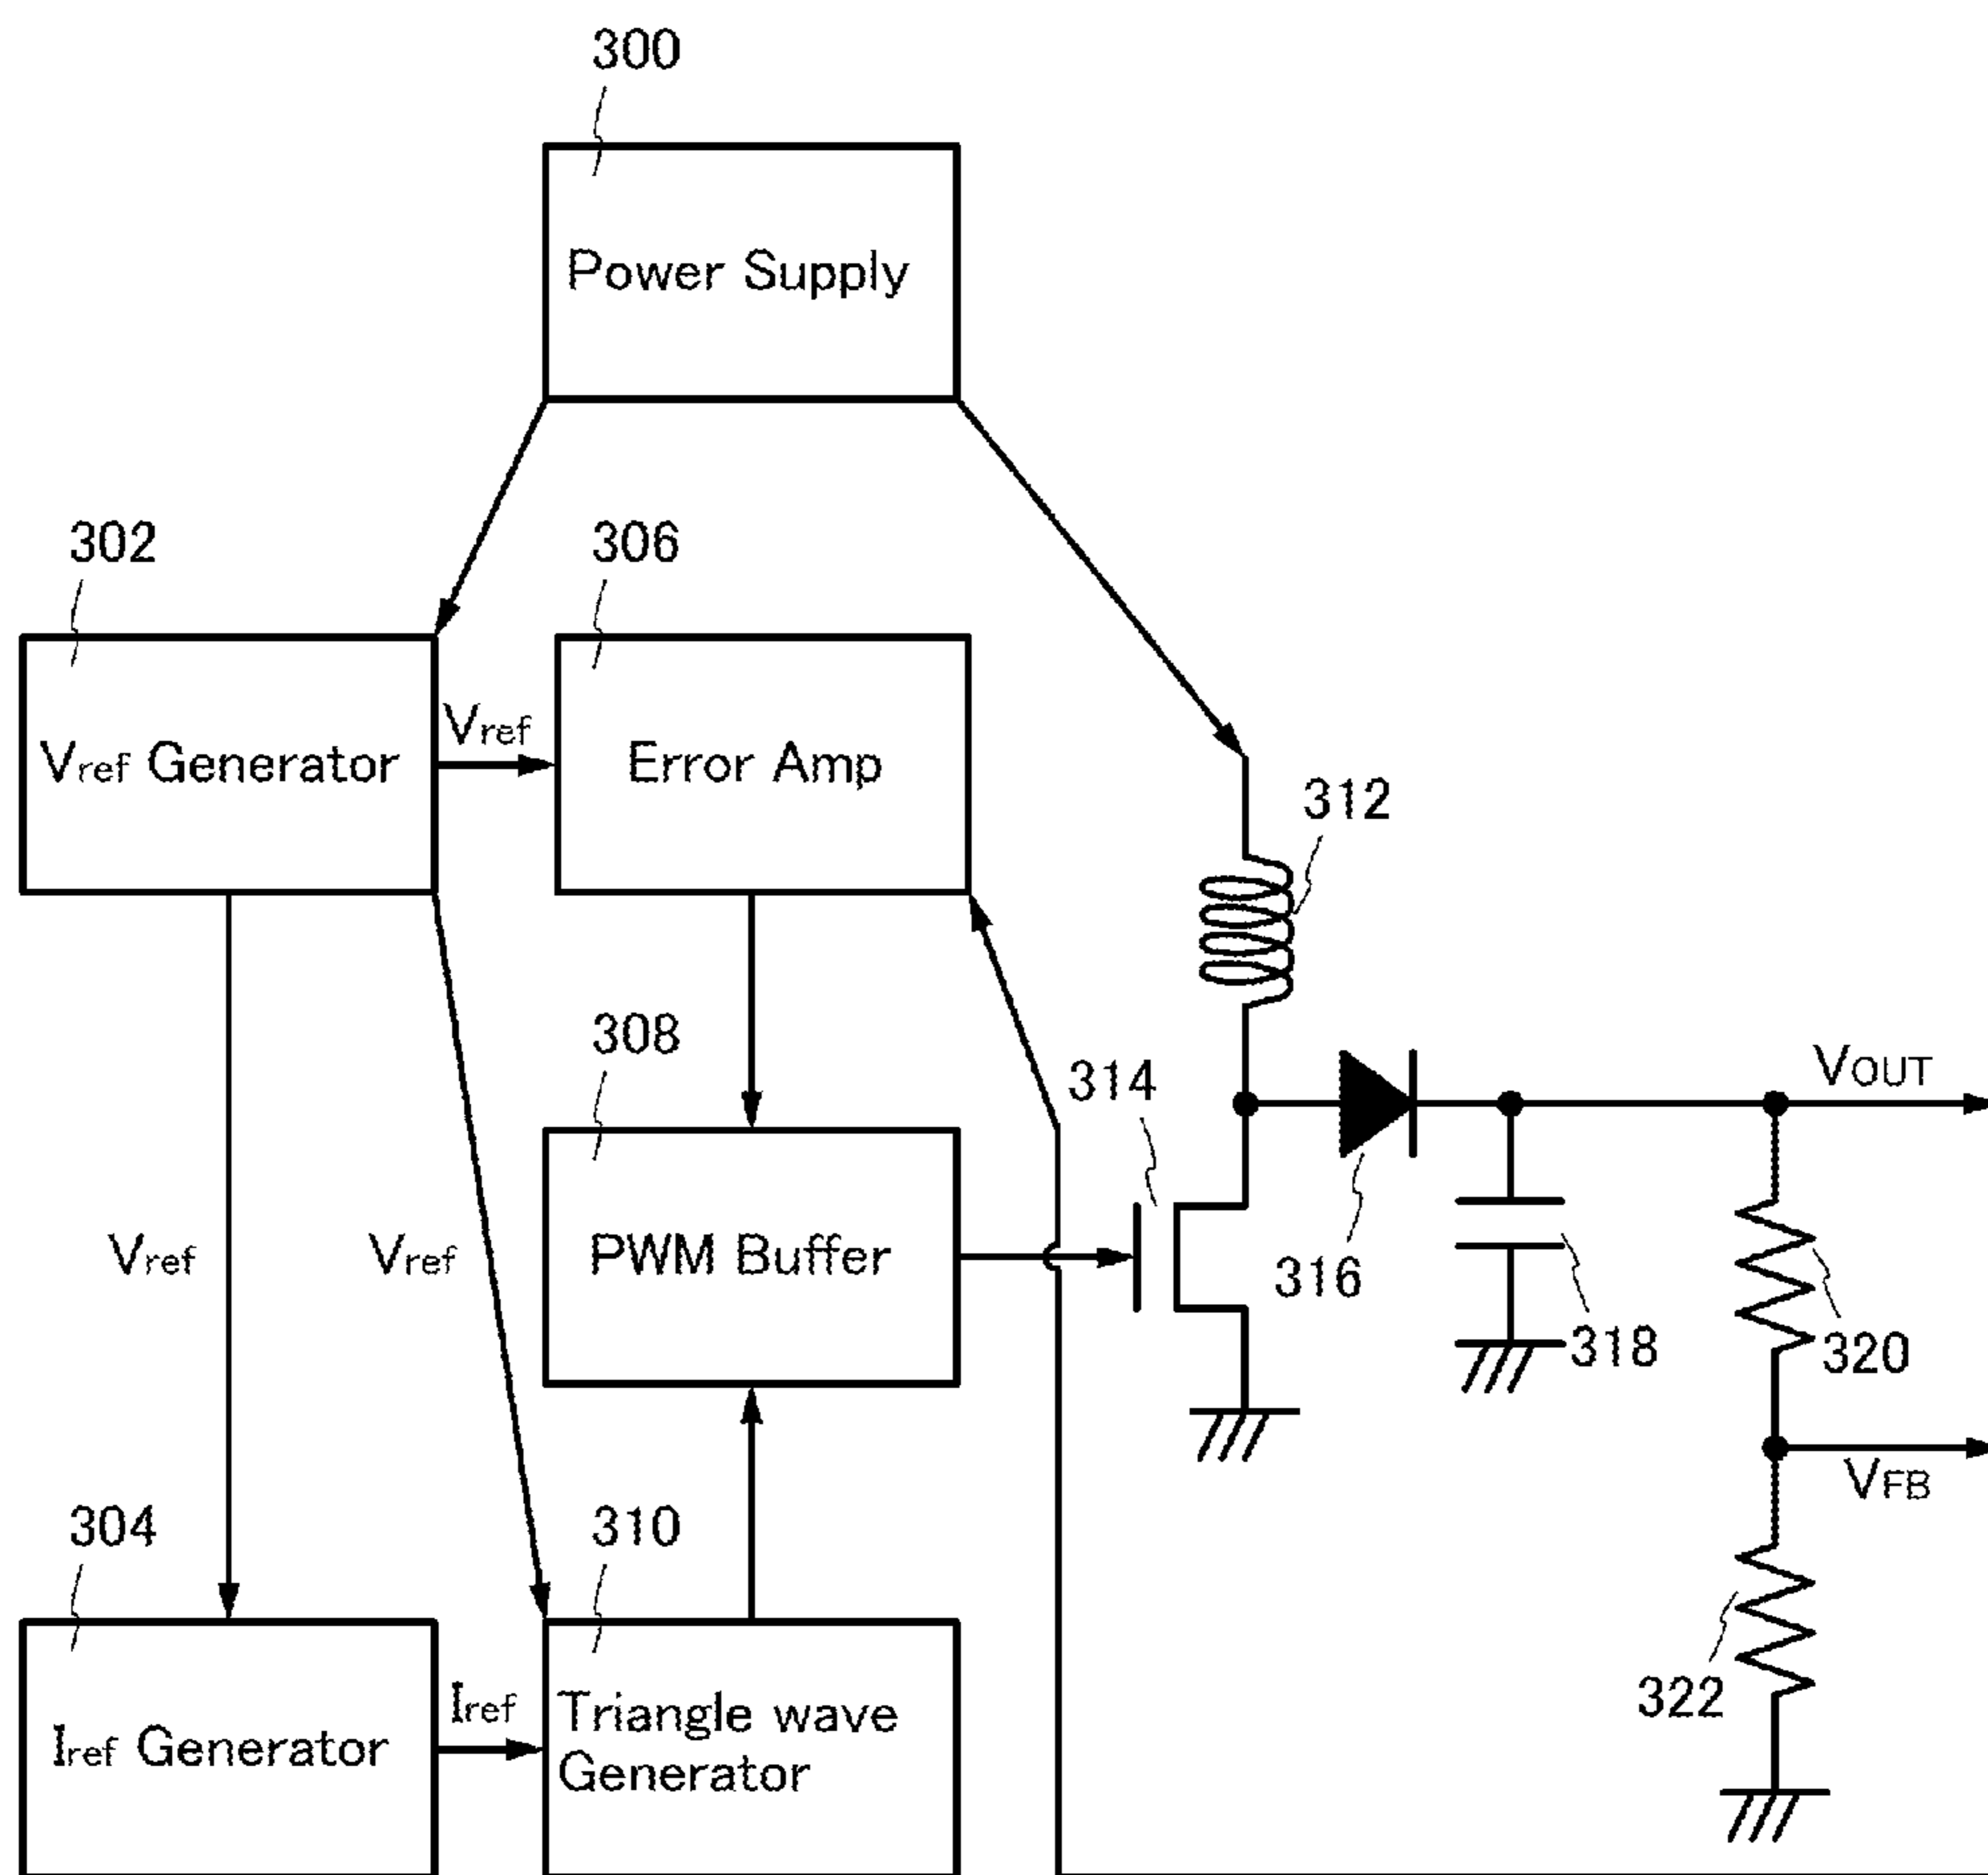 300
Power Supply
302
306
Vref Generator
Vref
Error Amp
312
308
314
VOUT
Vref
Vref
PWM Buffer
316
318
320
VFB
304
310
322
Iref Generator
Iref
Triangle wave
Generator